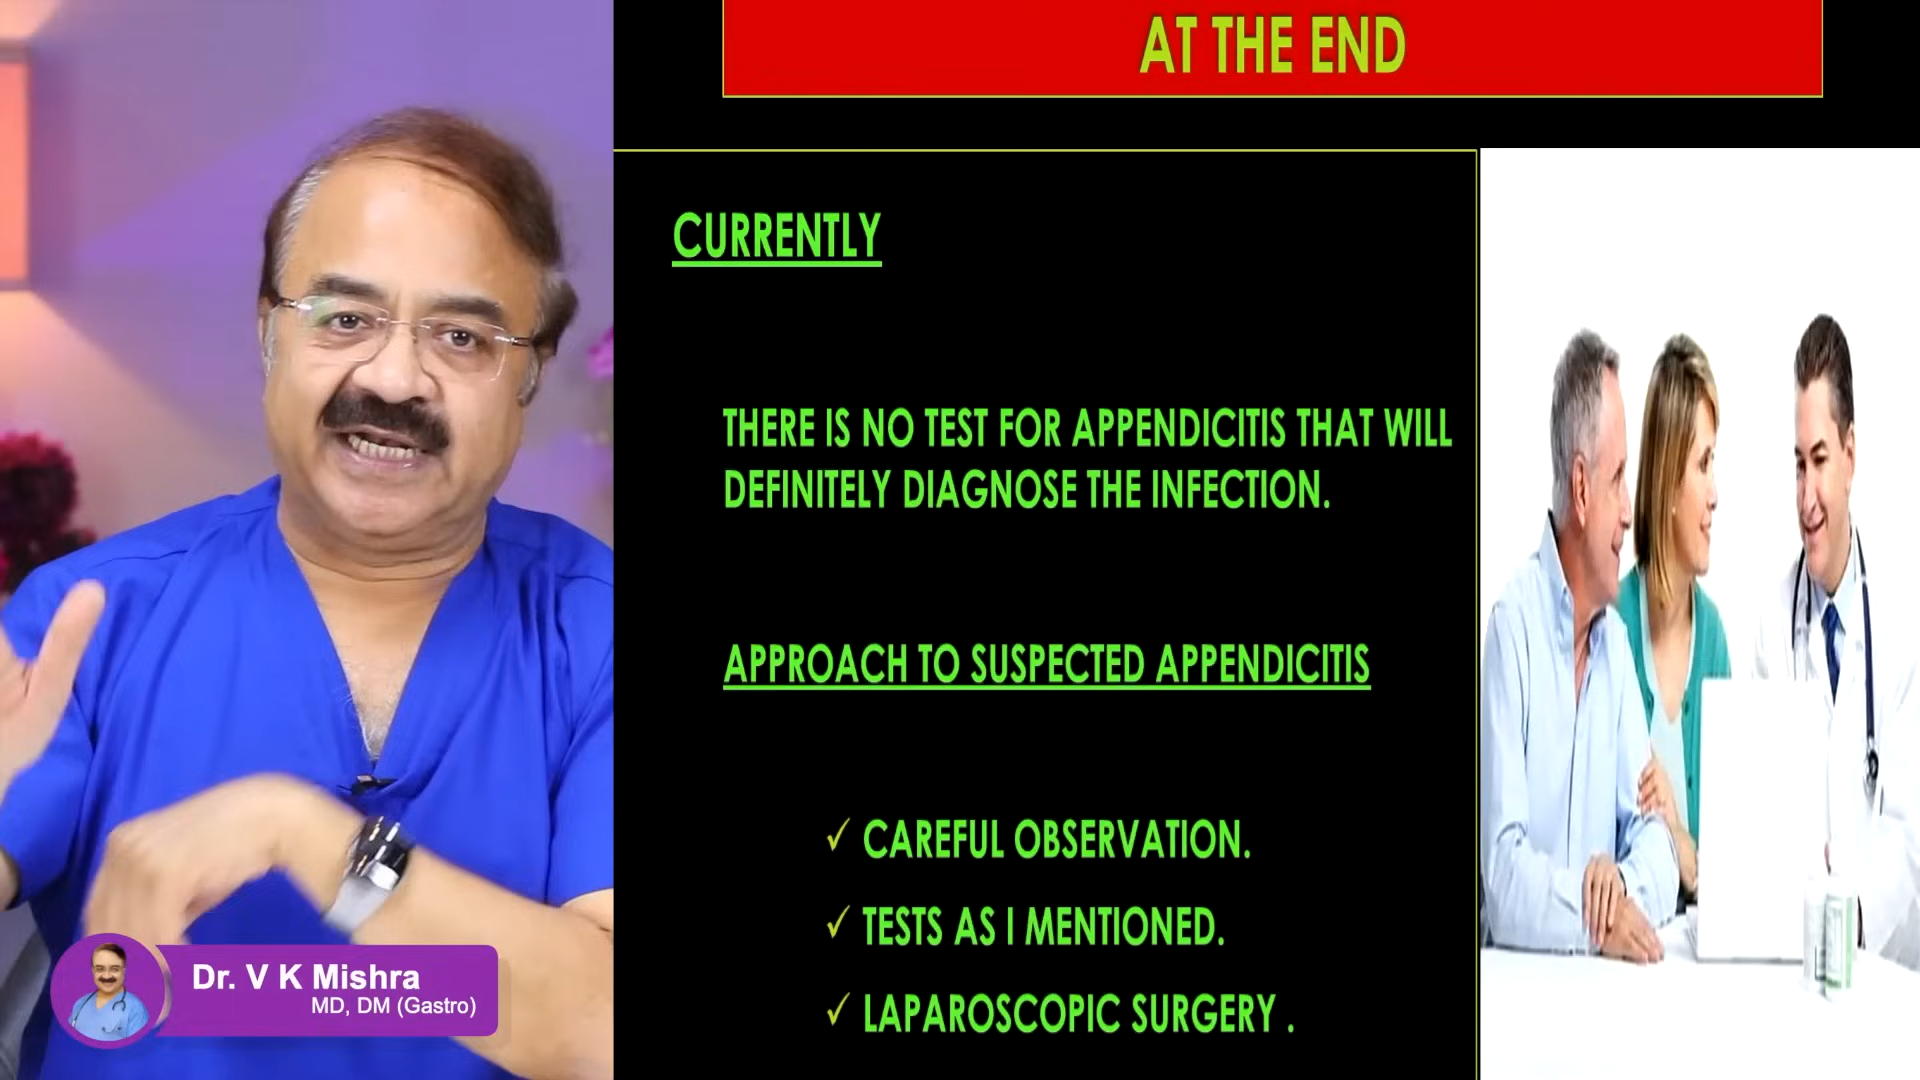 AT THE END
CURRENTLY
THERE IS NO TEST FOR APPENDICITIS THAT WILL
DEFINITELY DIAGNOSE THE INFECTION.
APPROACH TO SUSPECTED APPENDICITIS
✓ CAREFUL OBSERVATION.
✓ TESTS AS I MENTIONED.
✓ LAPAROSCOPIC SURGERY .
Dr. V K Mishra
MD, DM (Gastro)